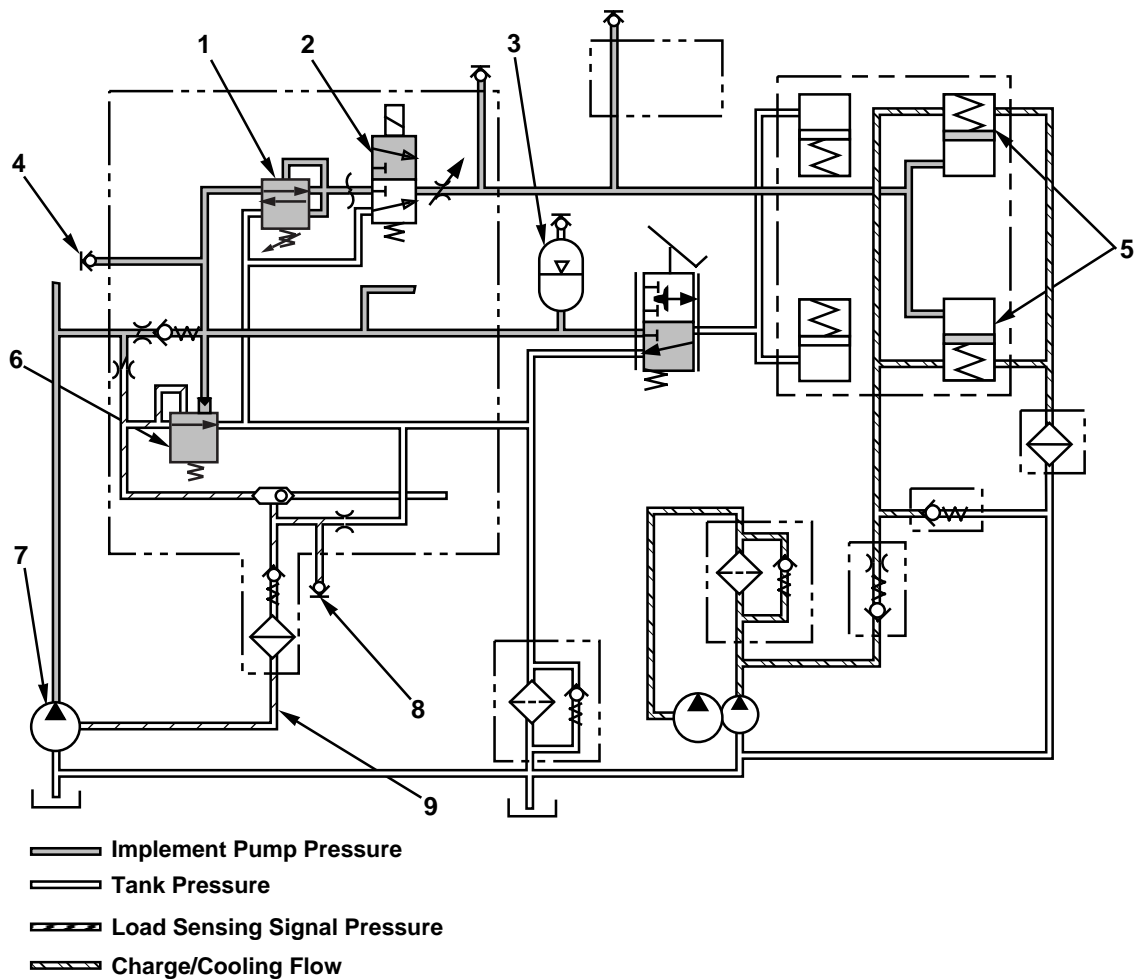 1
2
3
4
5
6
7
8
9
Implement Pump Pressure
Tank Pressure
Load Sensing Signal Pressure
Charge/Cooling Flow